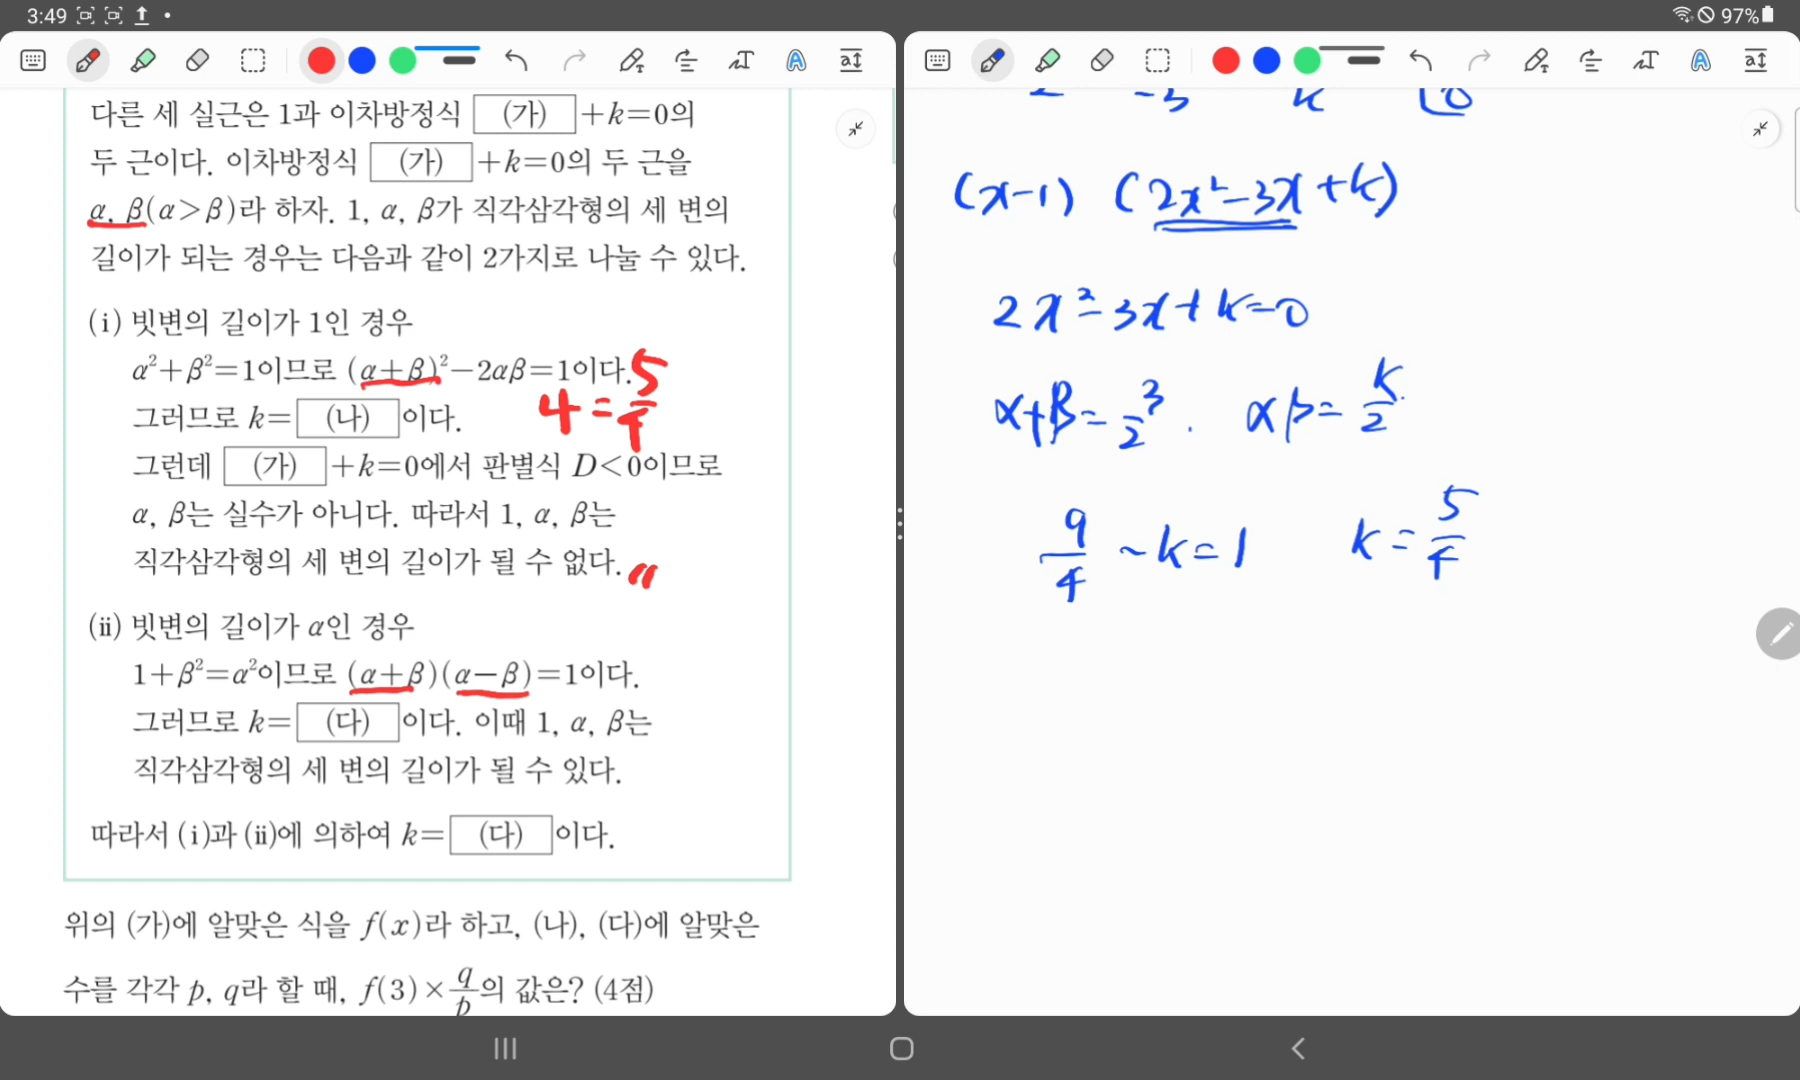 3:49
97%
다른 세 실근은 1과 이차방정식 (가) +k=0의
두 근이다. 이차방정식 (가) +k=0의 두 근을
α, β(α>β)라 하자. 1, α, β가 직각삼각형의 세 변의
길이가 되는 경우는 다음과 같이 2가지로 나눌 수 있다.
(ⅰ) 빗변의 길이가 1인 경우
α²+β²=1이므로 (α+β)²-2αβ=1이다.
그러므로 k= (나) 이다.
4 = 5/4
그런데 (가) +k=0에서 판별식 D<0이므로
α, β는 실수가 아니다. 따라서 1, α, β는
직각삼각형의 세 변의 길이가 될 수 없다.
(ⅱ) 빗변의 길이가 α인 경우
1+β²=α²이므로 (α+β)(α-β)=1이다.
그러므로 k= (다) 이다. 이때 1, α, β는
직각삼각형의 세 변의 길이가 될 수 있다.
따라서 (ⅰ)과 (ⅱ)에 의하여 k= (다) 이다.
위의 (가)에 알맞은 식을 f(x)라 하고, (나), (다)에 알맞은
수를 각각 p, q라 할 때, f(3)× q/p 의 값은? (4점)
2 -3 k 0
(x-1) (2x²-3x+k)
2x²-3x+k=0
α+β= 3/2 . αβ= k/2
9/4 -k=1 k= 5/4